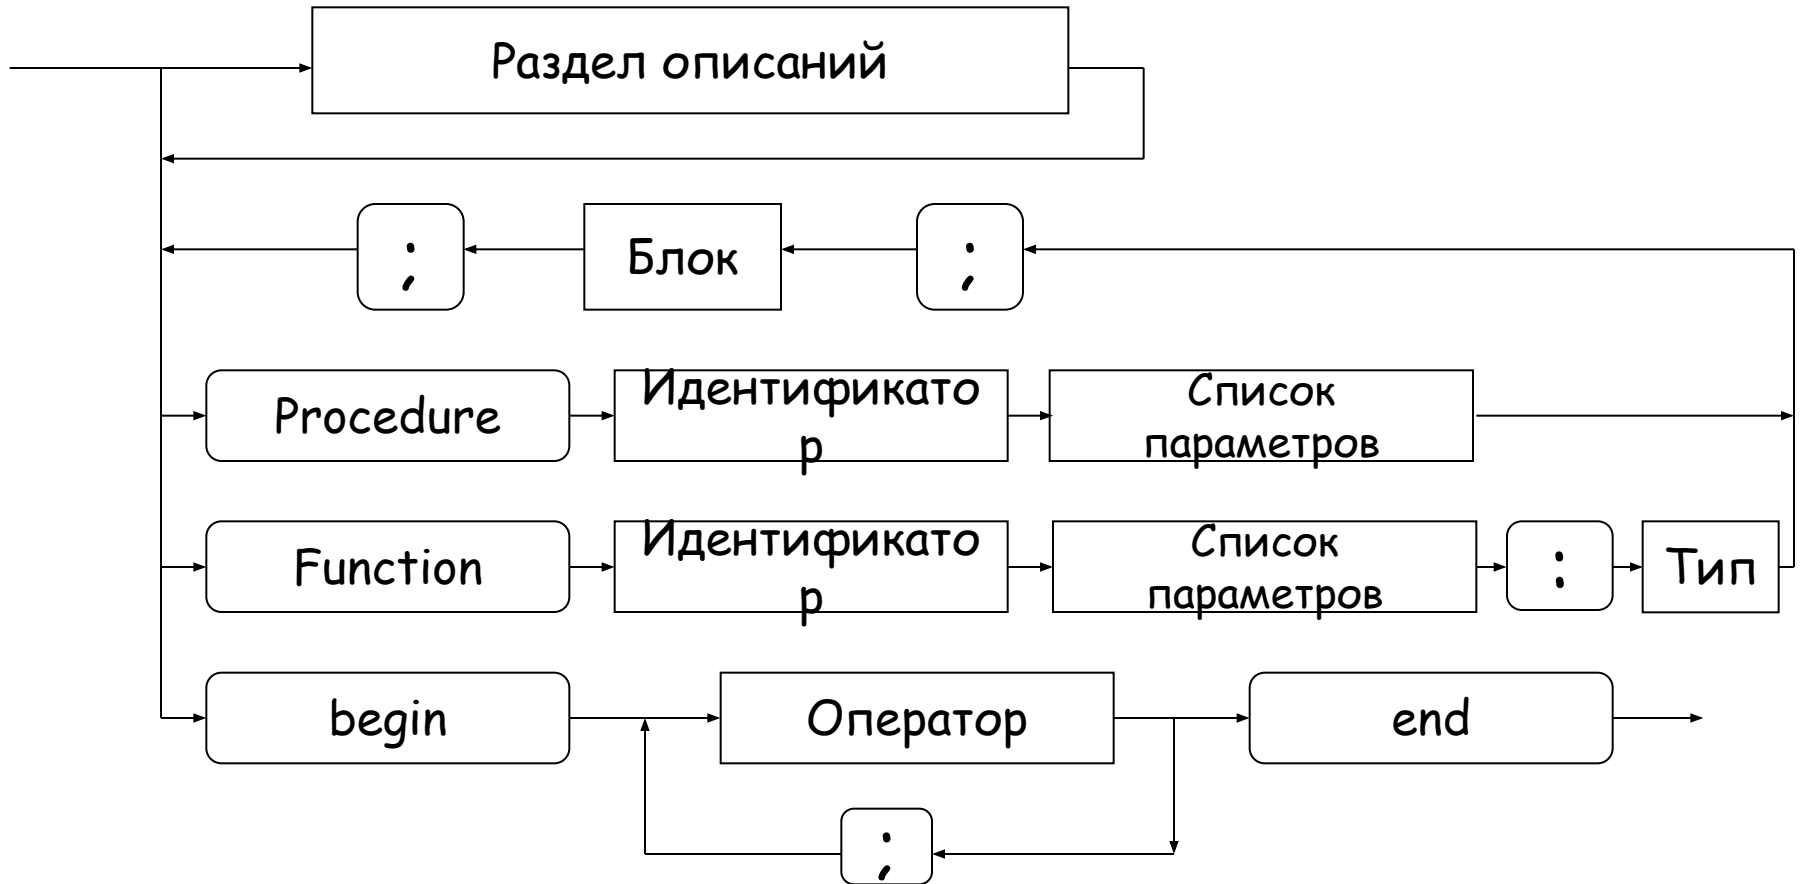 Раздел описаний
; Блок ;
Procedure Идентификато
р Список
параметров
Function Идентификато
р Список
параметров : Тип
begin Оператор end
;